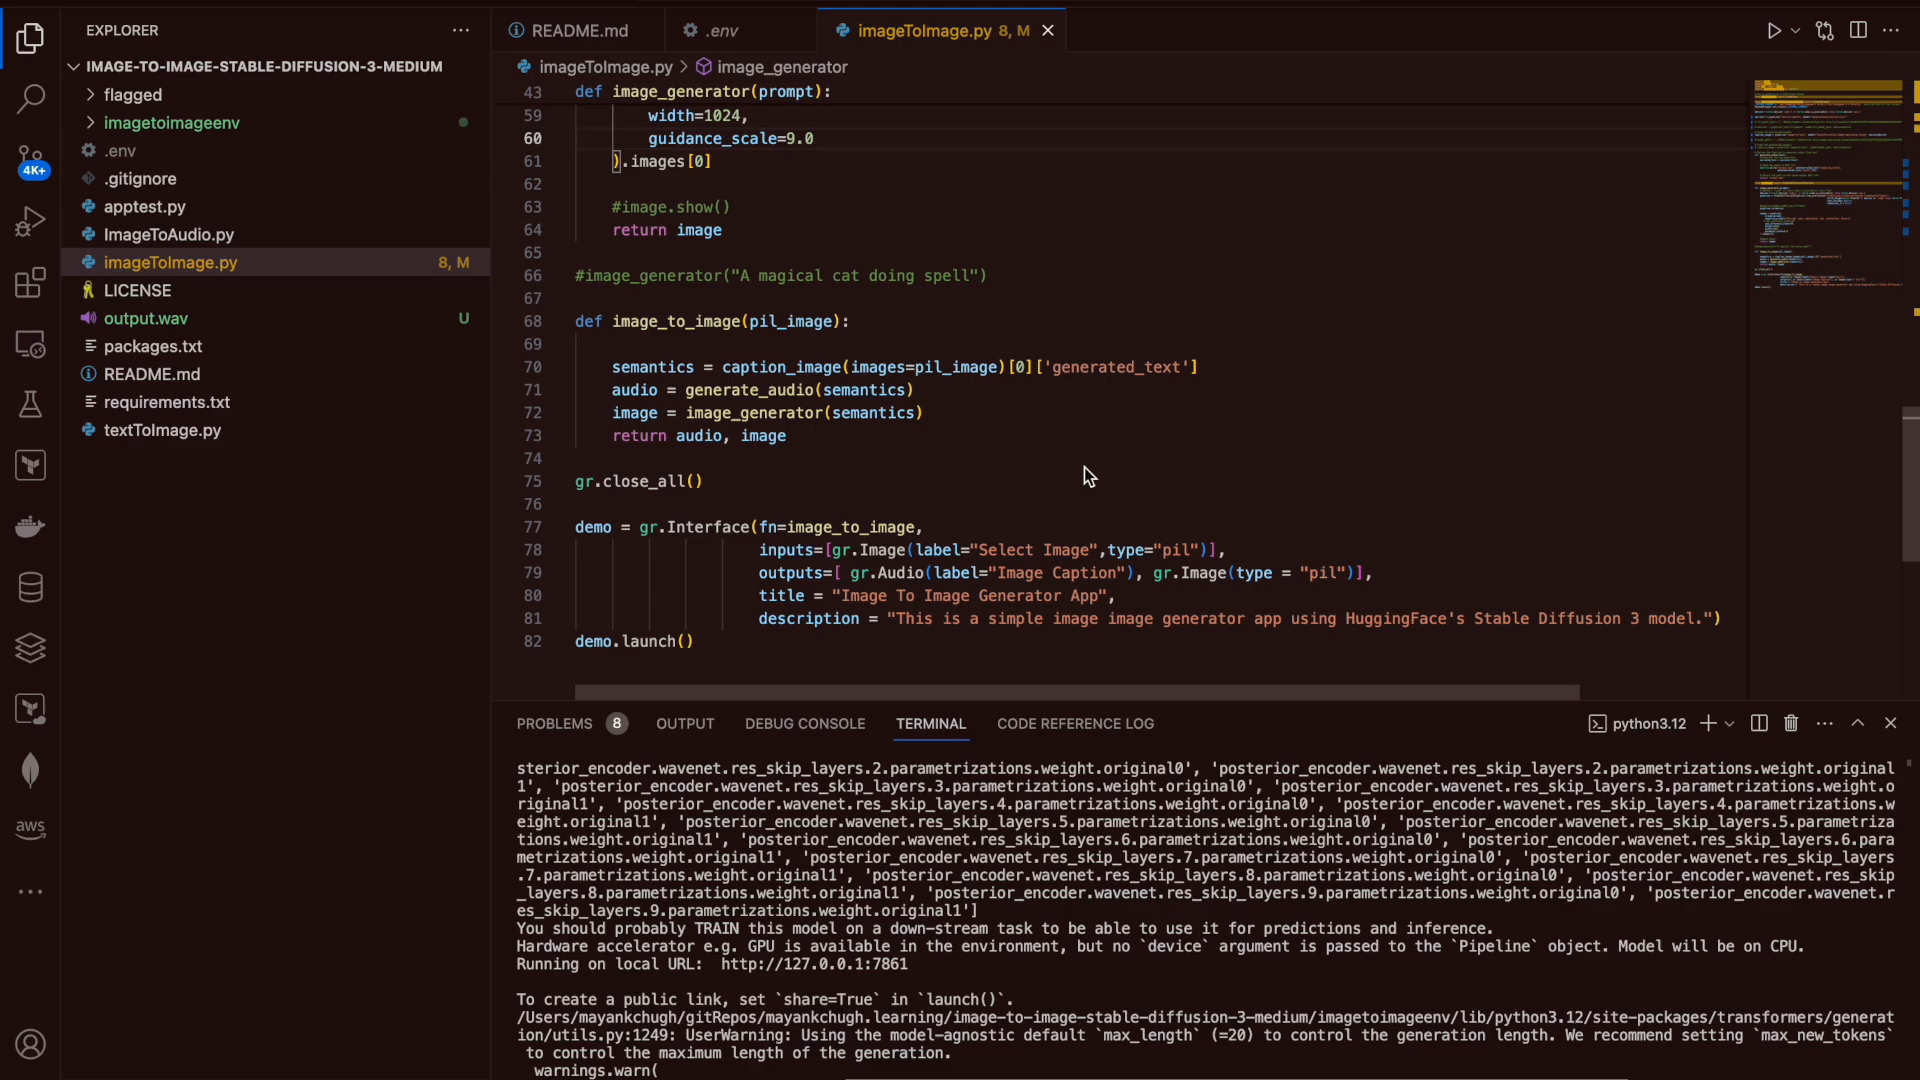 EXPLORER
IMAGE-TO-IMAGE-STABLE-DIFFUSION-3-MEDIUM
flagged
imagetoimageenv
.env
.gitignore
apptest.py
ImageToAudio.py
imageToImage.py 8, M
LICENSE
output.wav U
packages.txt
README.md
requirements.txt
textToImage.py
4K+
aws
README.md
.env
imageToImage.py 8, M
imageToImage.py > image_generator
43 def image_generator(prompt):
59 width=1024,
60 guidance_scale=9.0
61 ).images[0]
62
63 #image.show()
64 return image
65
66 #image_generator("A magical cat doing spell")
67
68 def image_to_image(pil_image):
69
70 semantics = caption_image(images=pil_image)[0]['generated_text']
71 audio = generate_audio(semantics)
72 image = image_generator(semantics)
73 return audio, image
74
75 gr.close_all()
76
77 demo = gr.Interface(fn=image_to_image,
78 inputs=[gr.Image(label="Select Image",type="pil")],
79 outputs=[ gr.Audio(label="Image Caption"), gr.Image(type = "pil")],
80 title = "Image To Image Generator App",
81 description = "This is a simple image image generator app using HuggingFace's Stable Diffusion 3 model.")
82 demo.launch()
PROBLEMS 8 OUTPUT DEBUG CONSOLE TERMINAL CODE REFERENCE LOG
python3.12
sterior_encoder.wavenet.res_skip_layers.2.parametrizations.weight.original0', 'posterior_encoder.wavenet.res_skip_layers.2.parametrizations.weight.original
1', 'posterior_encoder.wavenet.res_skip_layers.3.parametrizations.weight.original0', 'posterior_encoder.wavenet.res_skip_layers.3.parametrizations.weight.o
riginal1', 'posterior_encoder.wavenet.res_skip_layers.4.parametrizations.weight.original0', 'posterior_encoder.wavenet.res_skip_layers.4.parametrizations.w
eight.original1', 'posterior_encoder.wavenet.res_skip_layers.5.parametrizations.weight.original0', 'posterior_encoder.wavenet.res_skip_layers.5.parametriza
tions.weight.original1', 'posterior_encoder.wavenet.res_skip_layers.6.parametrizations.weight.original0', 'posterior_encoder.wavenet.res_skip_layers.6.para
metrizations.weight.original1', 'posterior_encoder.wavenet.res_skip_layers.7.parametrizations.weight.original0', 'posterior_encoder.wavenet.res_skip_layers
.7.parametrizations.weight.original1', 'posterior_encoder.wavenet.res_skip_layers.8.parametrizations.weight.original0', 'posterior_encoder.wavenet.res_skip
_layers.8.parametrizations.weight.original1', 'posterior_encoder.wavenet.res_skip_layers.9.parametrizations.weight.original0', 'posterior_encoder.wavenet.r
es_skip_layers.9.parametrizations.weight.original1']
You should probably TRAIN this model on a down-stream task to be able to use it for predictions and inference.
Hardware accelerator e.g. GPU is available in the environment, but no `device` argument is passed to the `Pipeline` object. Model will be on CPU.
Running on local URL:  http://127.0.0.1:7861
To create a public link, set `share=True` in `launch()`.
/Users/mayankchugh/gitRepos/mayankchugh.learning/image-to-image-stable-diffusion-3-medium/imagetoimageenv/lib/python3.12/site-packages/transformers/generat
ion/utils.py:1249: UserWarning: Using the model-agnostic default `max_length` (=20) to control the generation length. We recommend setting `max_new_tokens`
to control the maximum length of the generation.
warnings.warn(